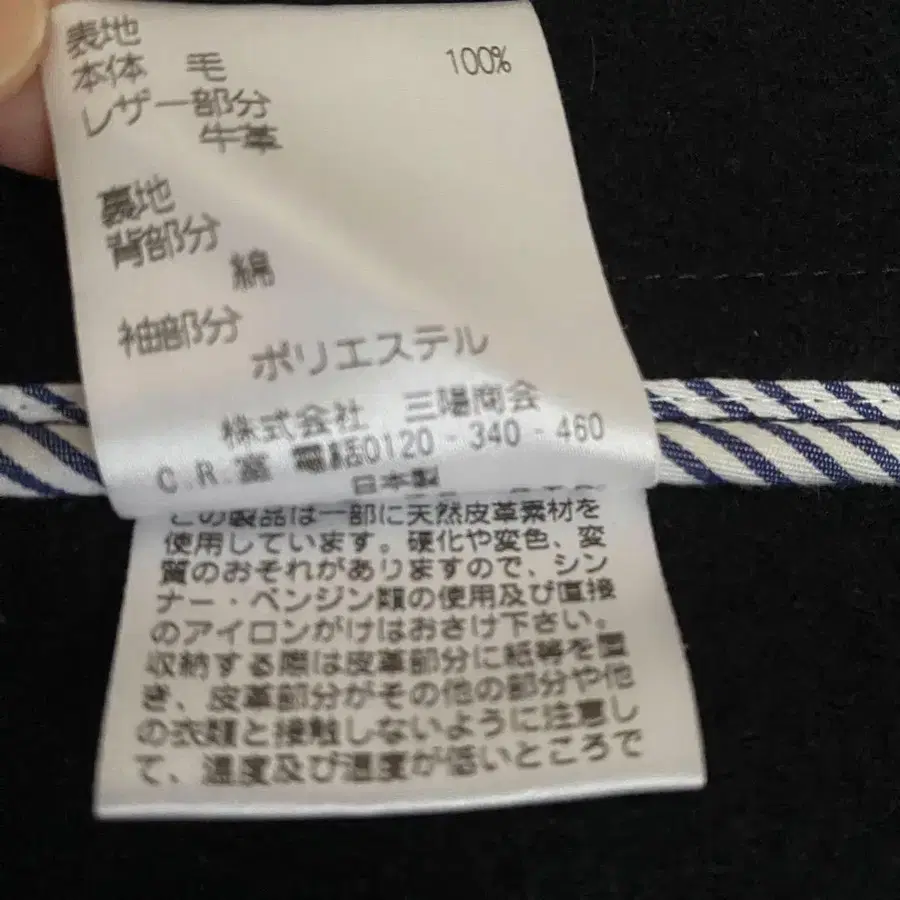 表地
本体 毛 100%
レザー部分
牛革
裏地
背部分
綿
袖部分
ポリエステル
株式会社 三陽商会
C.R.室 電話0120-340-460
日本製
この製品は一部に天然皮革素材を
使用しています。硬化や変色、変
質のおそれがありますので、シン
ナー・ベンジン類の使用及び直接
のアイロンがけはおさけ下さい。
収納する際は皮革部分に紙等を置
き、皮革部分がその他の部分や他
の衣類と接触しないように注意し
て、温度及び湿度が低いところで